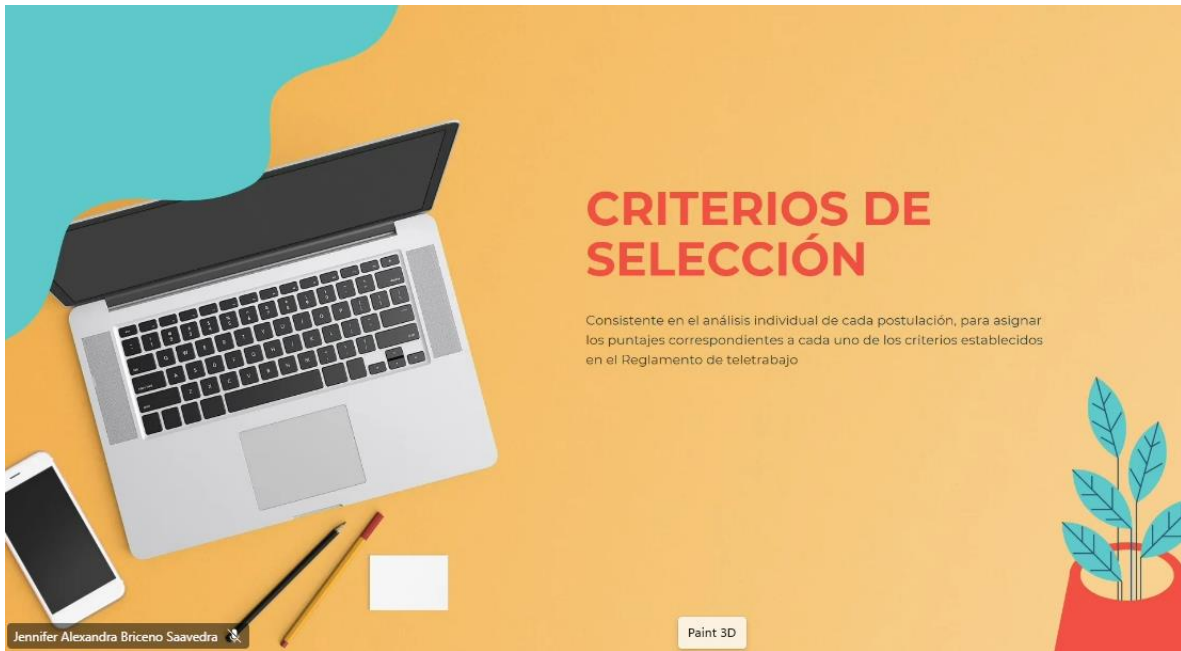 CRITERIOS DE
SELECCIÓN
Consistente en el análisis individual de cada postulación, para asignar
los puntajes correspondientes a cada uno de los criterios establecidos
en el Reglamento de teletrabajo
Jennifer Alexandra Briceno Saavedra
Paint 3D